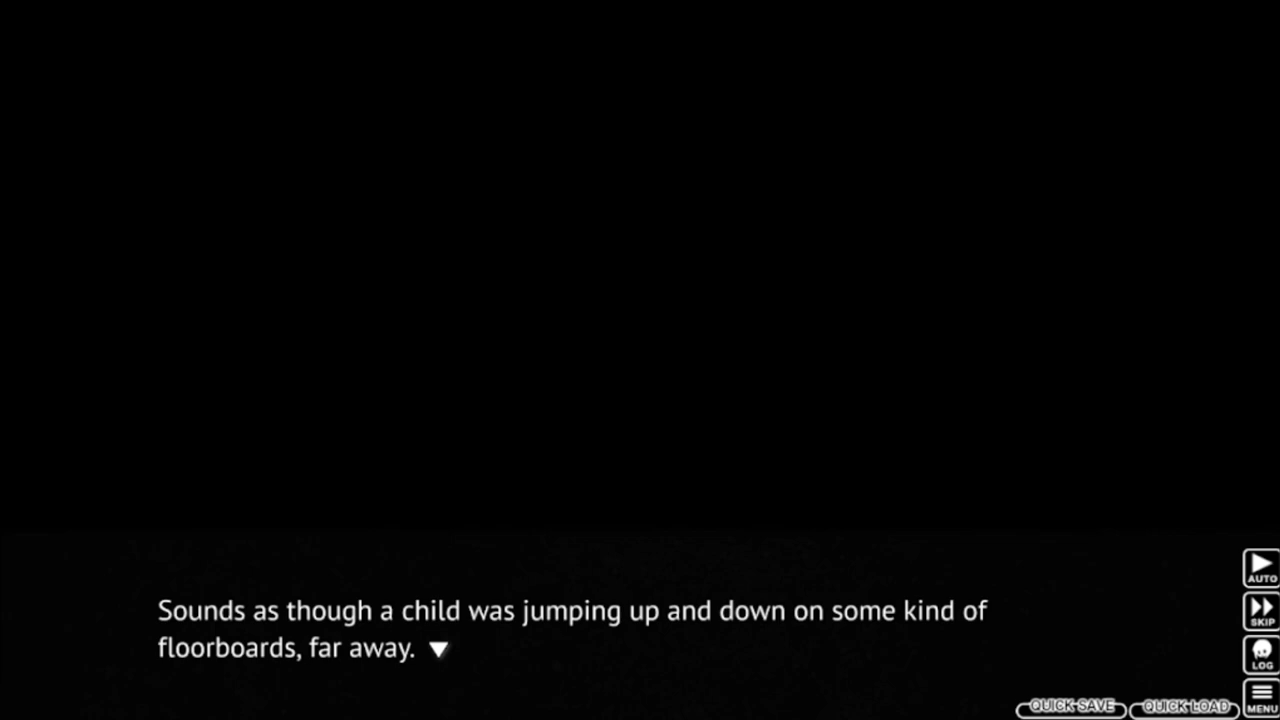 Sounds as though a child was jumping up and down on some kind of
floorboards, far away.
AUTO
SKIP
LOG
MENU
QUICK SAVE
QUICK LOAD